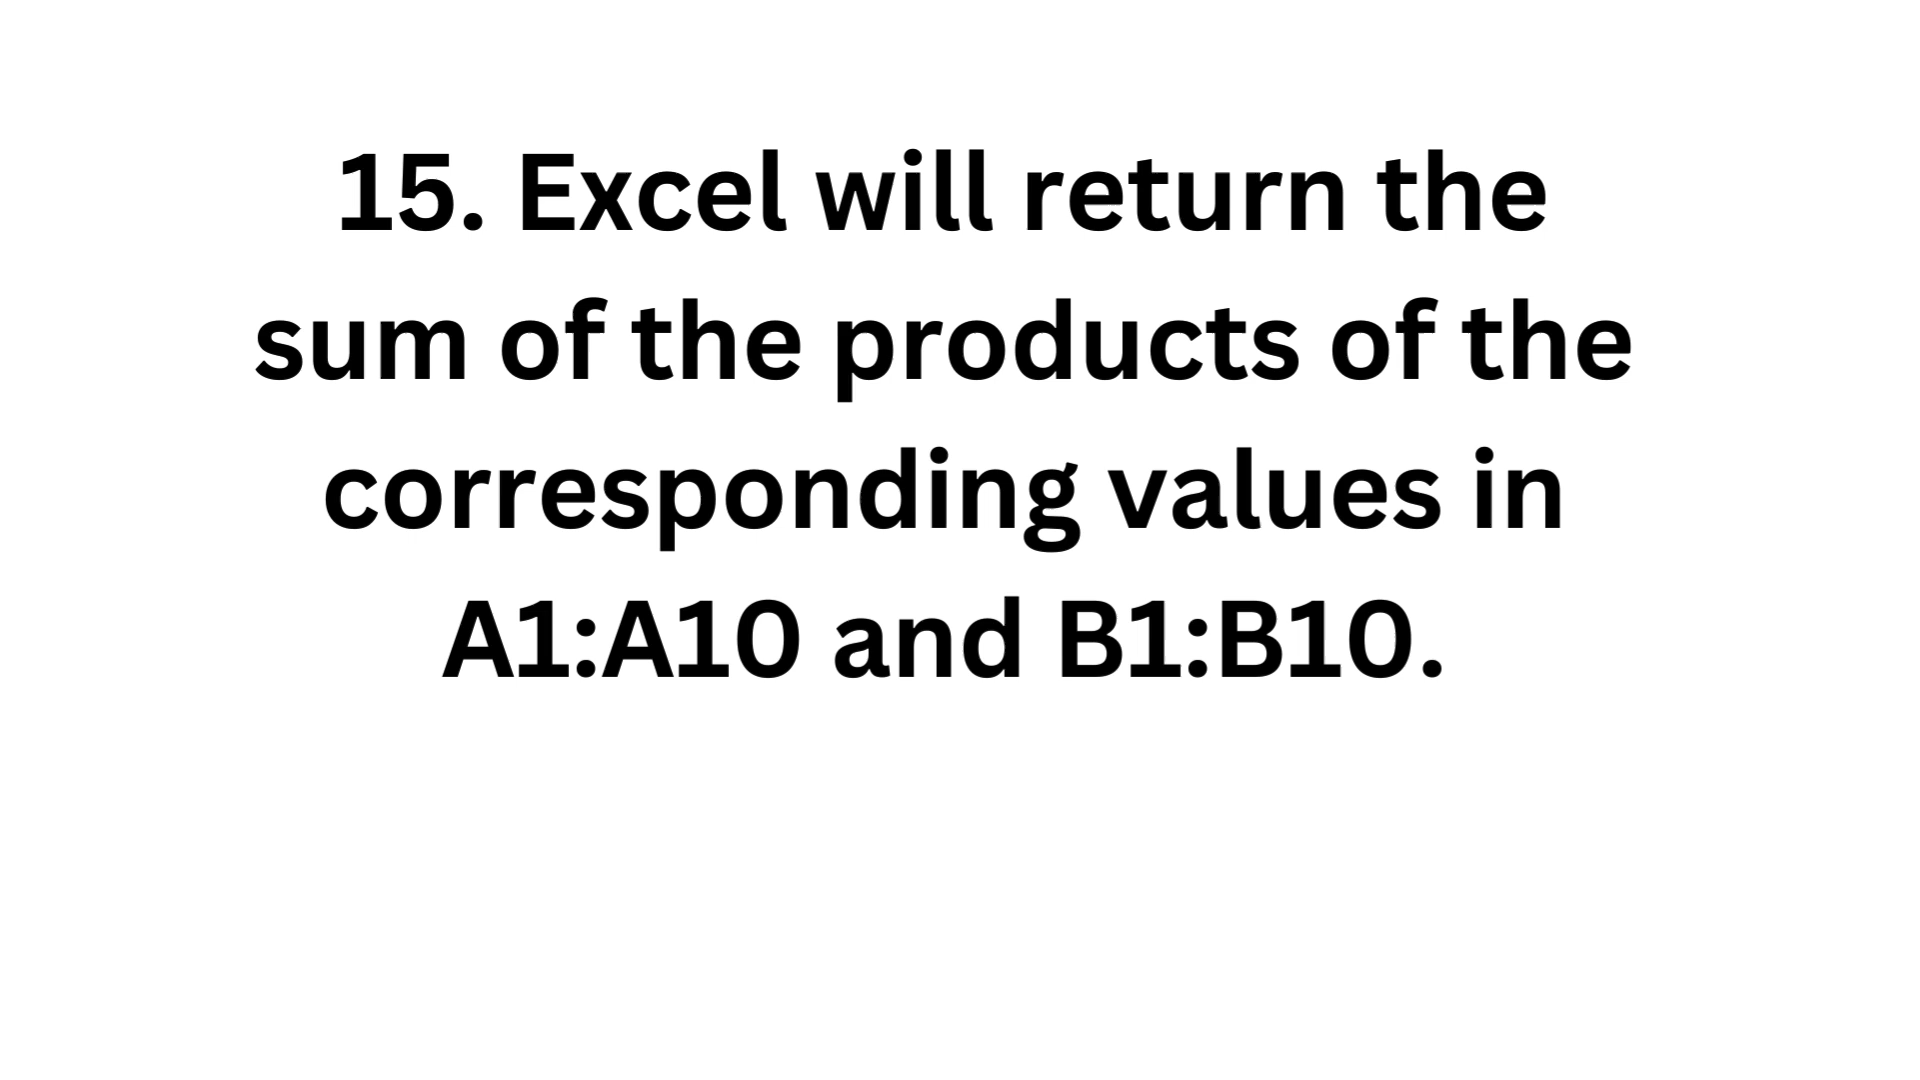 15. Excel will return the
sum of the products of the
corresponding values in
A1:A10 and B1:B10.